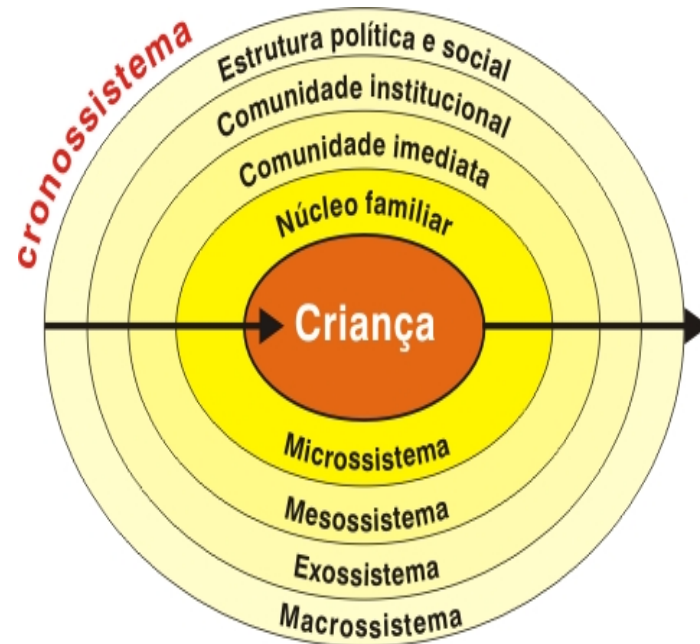 cronossistema
Estrutura política e social
Comunidade institucional
Comunidade imediata
Núcleo familiar
Criança
Microssistema
Mesossistema
Exossistema
Macrossistema